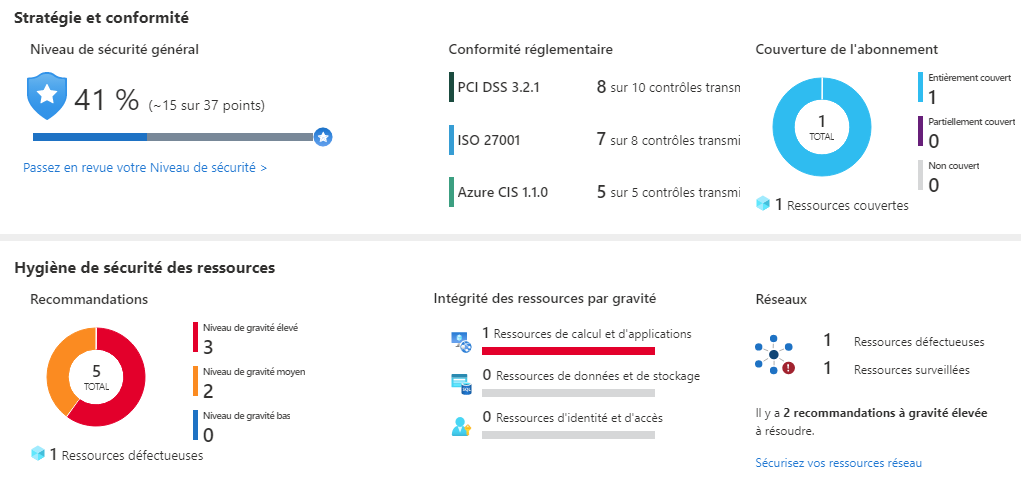 Stratégie et conformité
Niveau de sécurité général
41 % (~15 sur 37 points)
Passez en revue votre Niveau de sécurité >
Conformité réglementaire
PCI DSS 3.2.1 8 sur 10 contrôles transm
ISO 27001 7 sur 8 contrôles transmi
Azure CIS 1.1.0 5 sur 5 contrôles transmi
Couverture de l'abonnement
1
TOTAL
Entièrement couvert
1
Partiellement couvert
0
Non couvert
0
1 Ressources couvertes
Hygiène de sécurité des ressources
Recommandations
5
TOTAL
Niveau de gravité élevé
3
Niveau de gravité moyen
2
Niveau de gravité bas
0
1 Ressources défectueuses
Intégrité des ressources par gravité
1 Ressources de calcul et d'applications
0 Ressources de données et de stockage
SQL
0 Ressources d'identité et d'accès
Réseaux
1 Ressources défectueuses
1 Ressources surveillées
Il y a 2 recommandations à gravité élevée
à résoudre.
Sécurisez vos ressources réseau